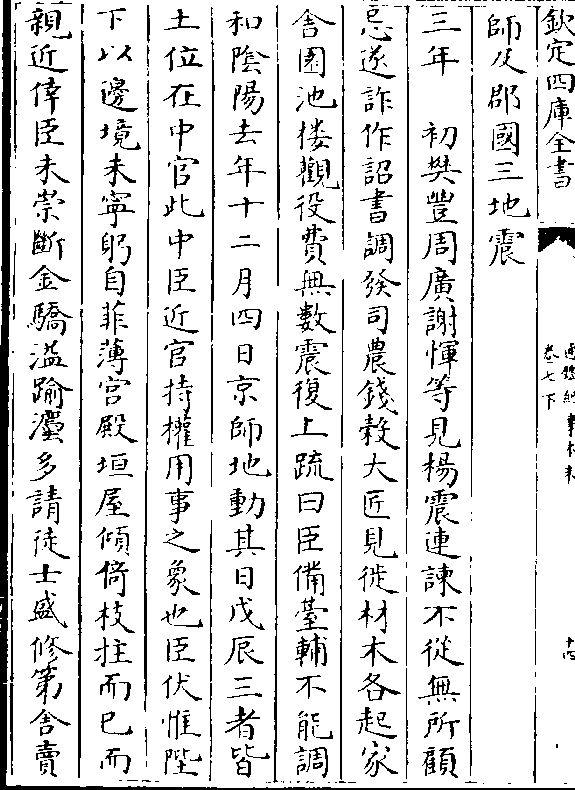 欽定四庫全書
通鑑紀事本末
卷七下
十四
師及郡國三地震
三年　初樊豐周廣謝惲等見楊震連諫不從無所顧
忌遂詐作詔書調發司農錢穀大匠見徙材木各起家
舎園池樓觀役費無數震復上疏曰臣備臺輔不能調
和隂陽去年十二月四日京師地動其日戊辰三者皆
土位在中官此中臣近官持權用事之象也臣伏惟陛
下以邊境未寧躬自菲薄宫殿垣屋傾倚枝拄而已而
親近倖臣未崇斷金驕溢踰灋多請徒士盛修第舎賣